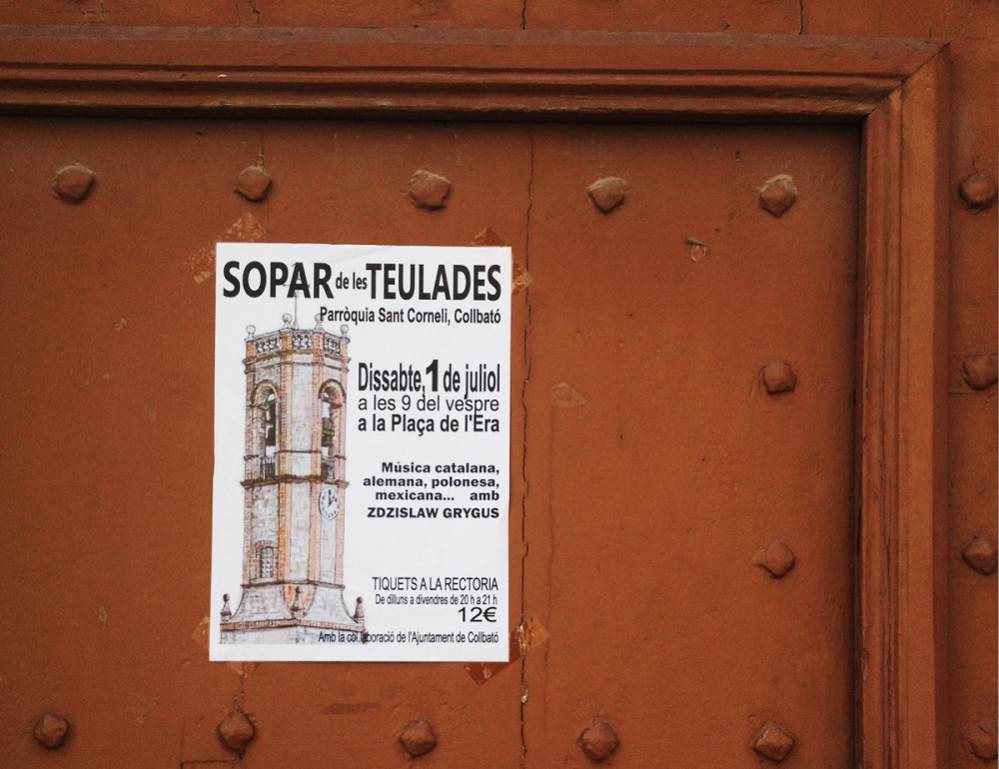 SOPAR de les TEULADES
Parròquia Sant Corneli, Collbató
Dissabte, 1 de juliol
a les 9 del vespre
a la Plaça de l'Era
Música catalana,
alemana, polonesa,
mexicana... amb
ZDZISLAW GRYGUS
TIQUETS A LA RECTORIA
De dilluns a divendres de 20 h a 21 h
12€
Amb la col·laboració de l'Ajuntament de Collbató